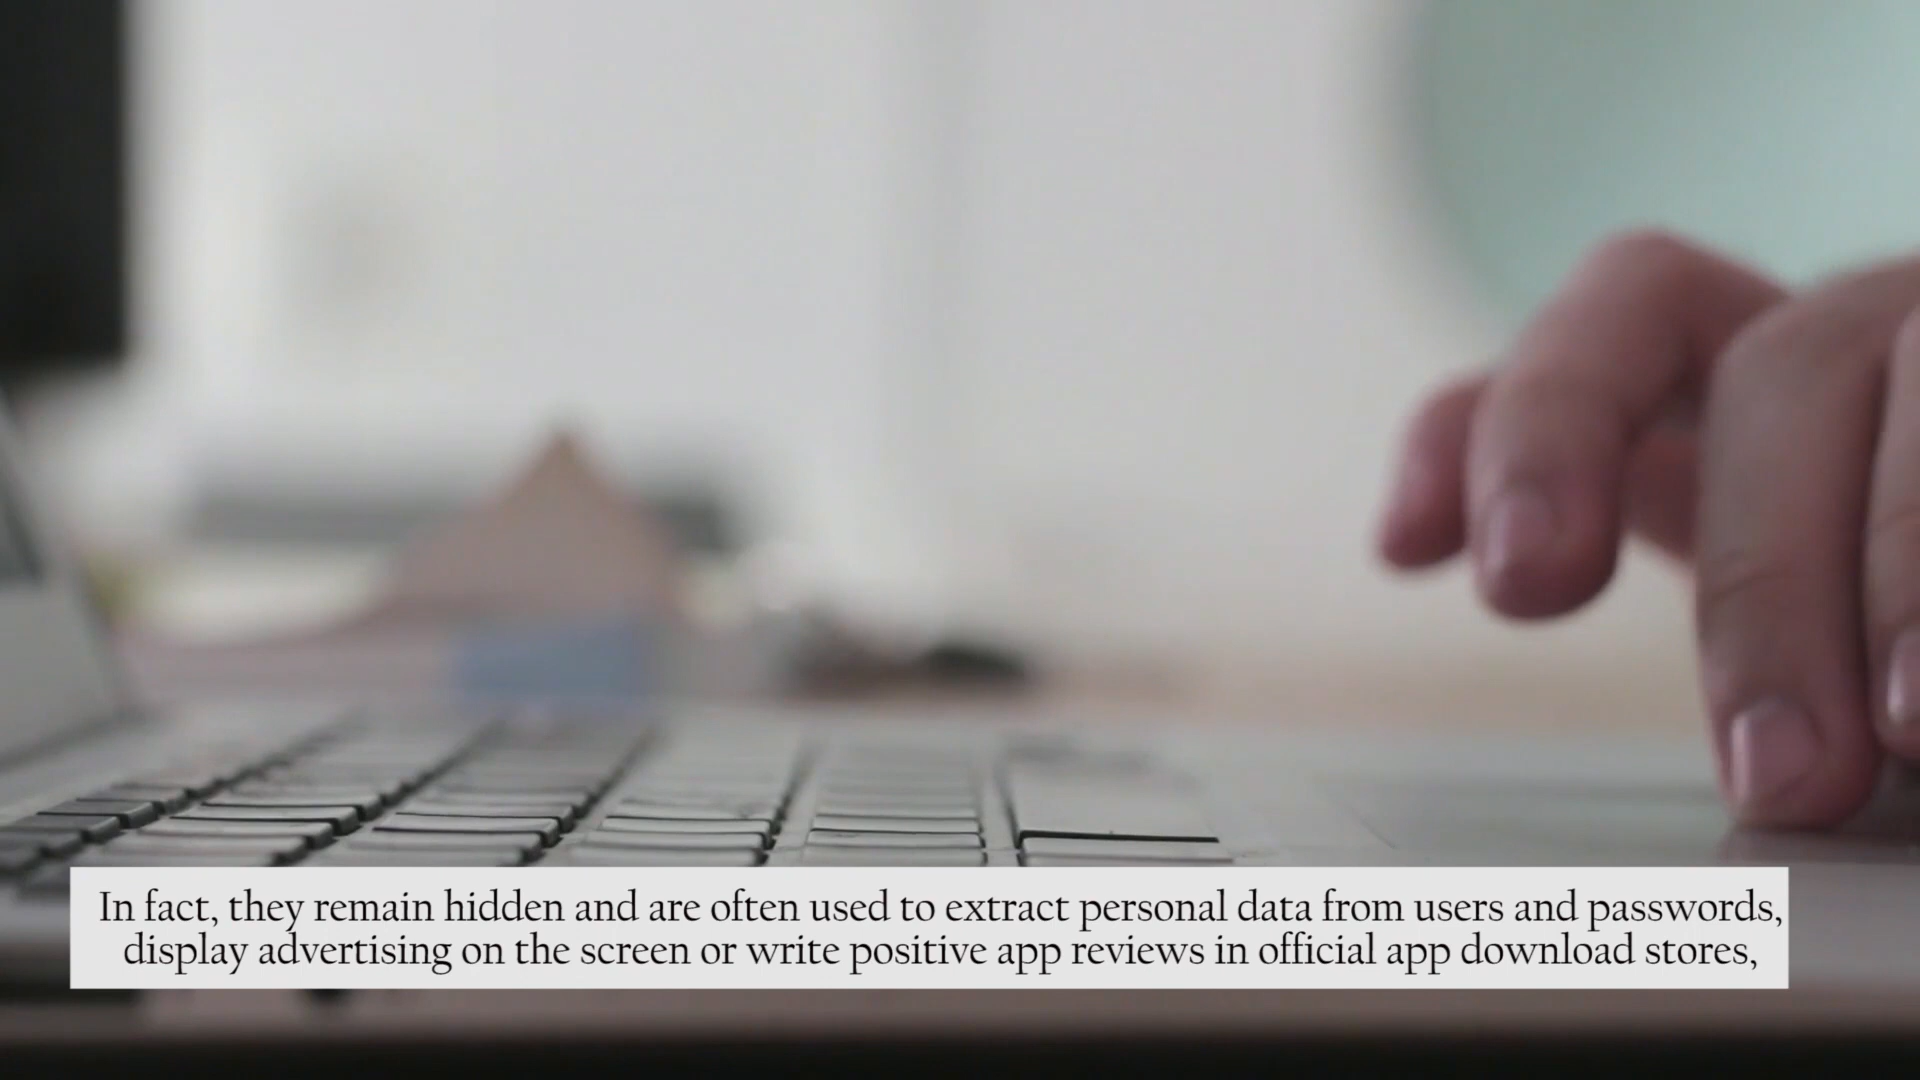 In fact, they remain hidden and are often used to extract personal data from users and passwords,
display advertising on the screen or write positive app reviews in official app download stores,